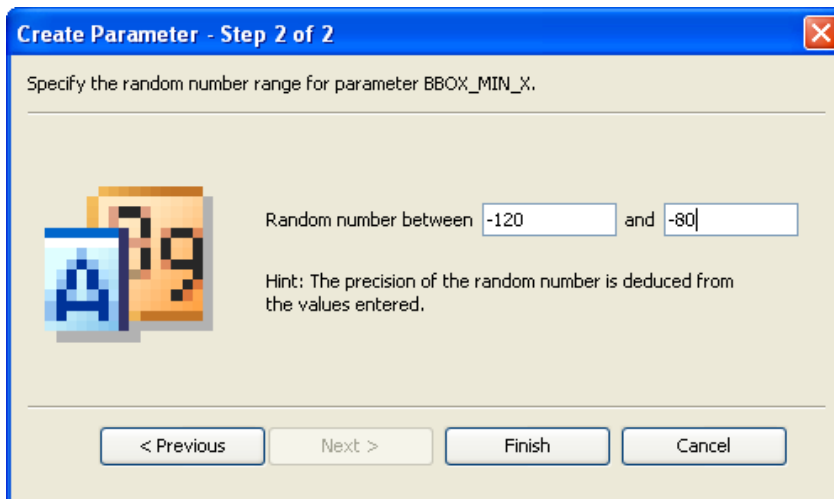 Create Parameter - Step 2 of 2
Specify the random number range for parameter BBOX_MIN_X.
Random number between -120 and -80
Hint: The precision of the random number is deduced from
the values entered.
A g
< Previous Next > Finish Cancel